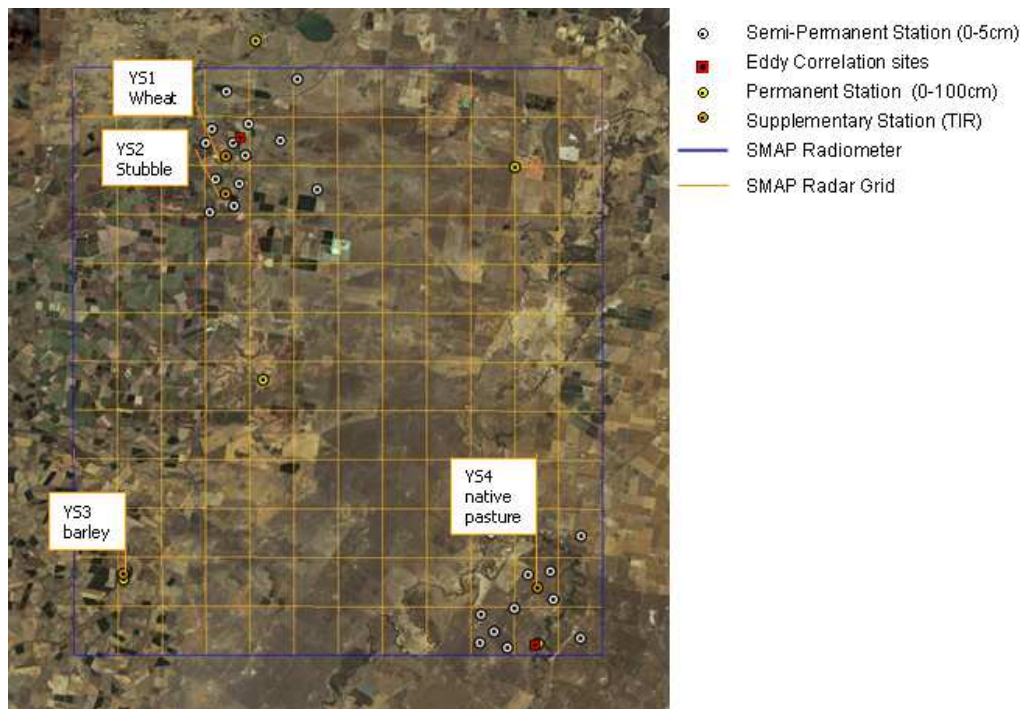 YS1
Wheat
YS2
Stubble
YS3
barley
YS4
native
pasture
Semi-Permanent Station (0-5cm)
Eddy Correlation sites
Permanent Station (0-100cm)
Supplementary Station (TIR)
SMAP Radiometer
SMAP Radar Grid